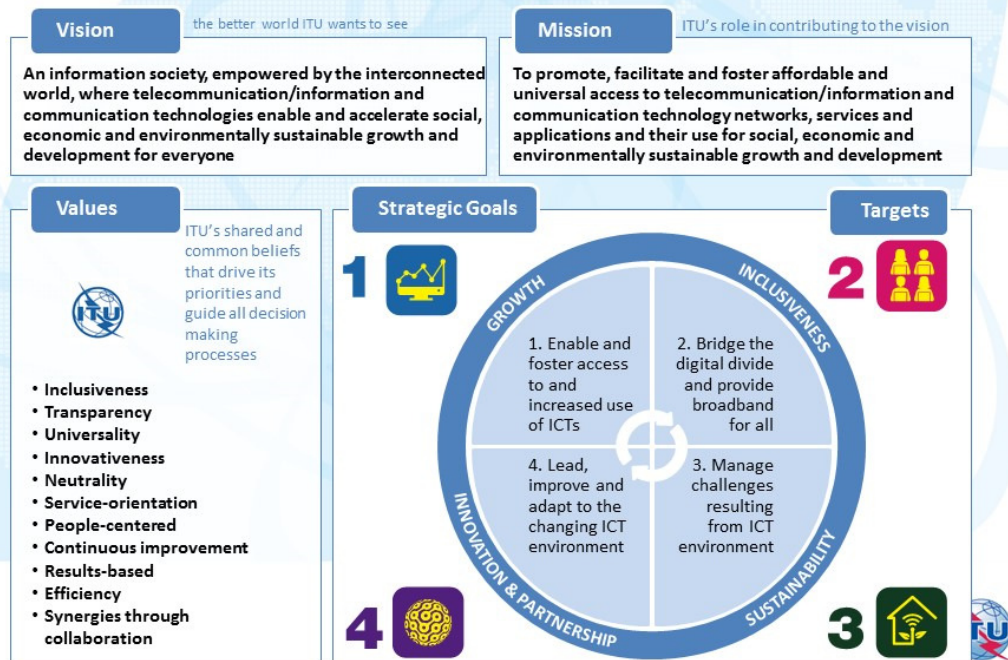 Vision
the better world ITU wants to see
An information society, empowered by the interconnected
world, where telecommunication/information and
communication technologies enable and accelerate social,
economic and environmentally sustainable growth and
development for everyone
Mission
ITU's role in contributing to the vision
To promote, facilitate and foster affordable and
universal access to telecommunication/information and
communication technology networks, services and
applications and their use for social, economic and
environmentally sustainable growth and development
Values
ITU's shared and
common beliefs
that drive its
priorities and
guide all decision
making
processes
ITU
• Inclusiveness
• Transparency
• Universality
• Innovativeness
• Neutrality
• Service-orientation
• People-centered
• Continuous improvement
• Results-based
• Efficiency
• Synergies through
collaboration
Strategic Goals
Targets
1
2
GROWTH
INCLUSIVENESS
1. Enable and
foster access
to and
increased use
of ICTs
2. Bridge the
digital divide
and provide
broadband
for all
4. Lead,
improve and
adapt to the
changing ICT
environment
3. Manage
challenges
resulting
from ICT
environment
INNOVATION & PARTNERSHIP
SUSTAINABILITY
4
3
ITU